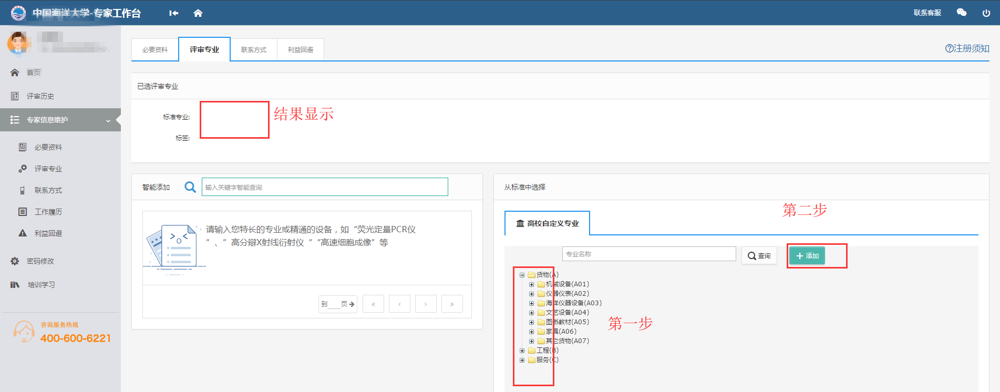 中国海洋大学-专家工作台
联系客服
中心
首页
评审历史
专家信息维护
必要资料
评审专业
联系方式
工作履历
利益回避
密码修改
培训学习
咨询服务热线
400-600-6221
必要资料
评审专业
联系方式
利益回避
注册须知
已选评审专业
标准专业:
结果显示
标签:
智能添加
输入关键字智能查询
请输入您特长的专业或精通的设备，如“荧光定量PCR仪
”、”高分辩X射线衍射仪““高速细胞成像”等
到____页
«
‹
›
»
从标准中选择
第二步
高校自定义专业
专业名称
查询
添加
货物(A)
机械设备(A01)
仪器仪表(A02)
海洋仪器设备(A03)
文艺设备(A04)
图书教材(A05)
家具(A06)
其它货物(A07)
工程(B)
服务(C)
第一步